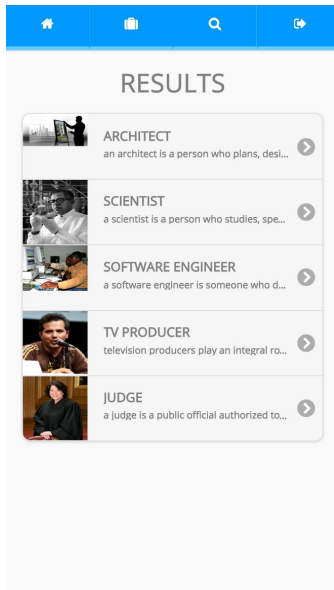 RESULTS
ARCHITECT
an architect is a person who plans, desi...
SCIENTIST
a scientist is a person who studies, spe...
SOFTWARE ENGINEER
a software engineer is someone who d...
TV PRODUCER
television producers play an integral ro...
JUDGE
a judge is a public official authorized to...